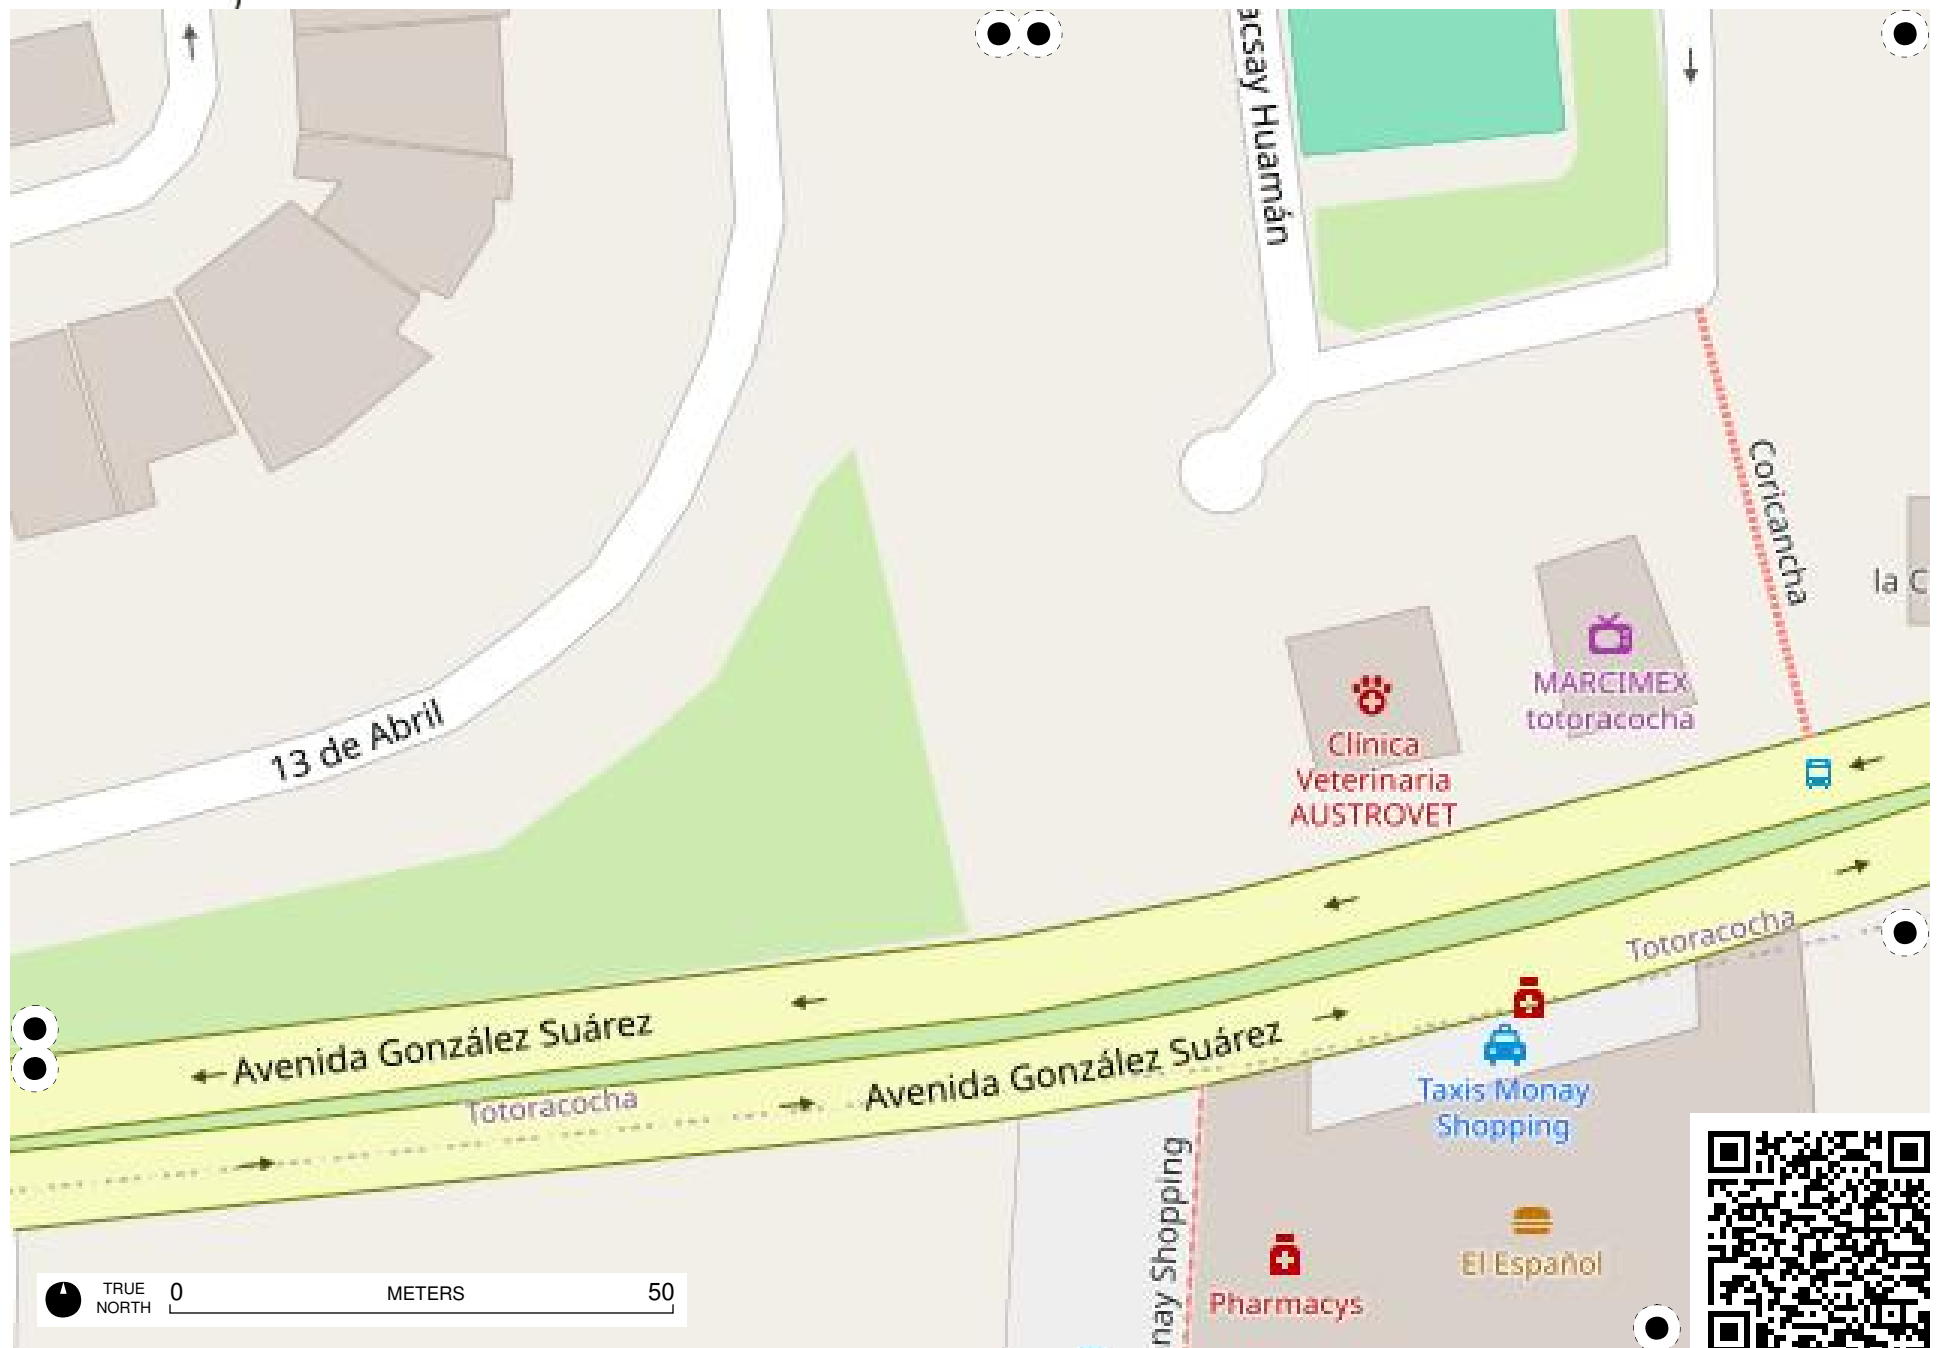 acsay Huamán
Coricancha
la C
MARCIMEX
totoracocha
Clínica
Veterinaria
AUSTROVET
13 de Abril
Totoracocha
Avenida González Suárez
Avenida González Suárez
Totoracocha
Taxis Monay
Shopping
nay Shopping
El Español
Pharmacys
TRUE
NORTH
0 METERS 50